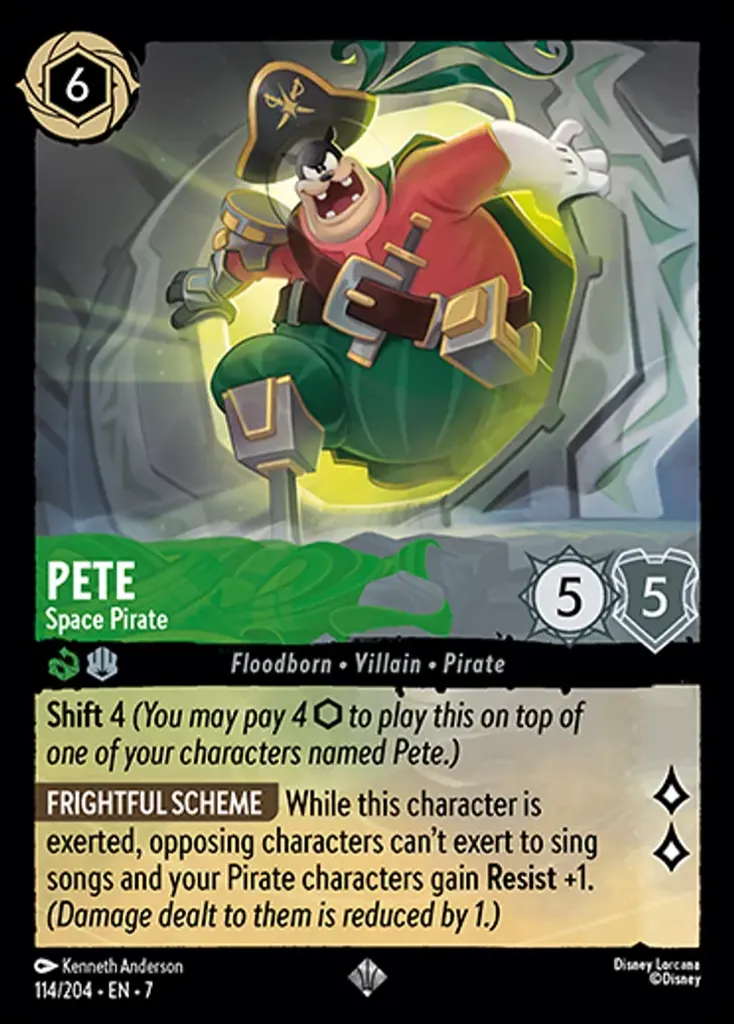 6
PETE
Space Pirate
5
5
Floodborn • Villain • Pirate
Shift 4 (You may pay 4 to play this on top of
one of your characters named Pete.)
FRIGHTFUL SCHEME While this character is
exerted, opposing characters can't exert to sing
songs and your Pirate characters gain Resist +1.
(Damage dealt to them is reduced by 1.)
Kenneth Anderson
Disney Lorcana
114/204 • EN • 7
©Disney